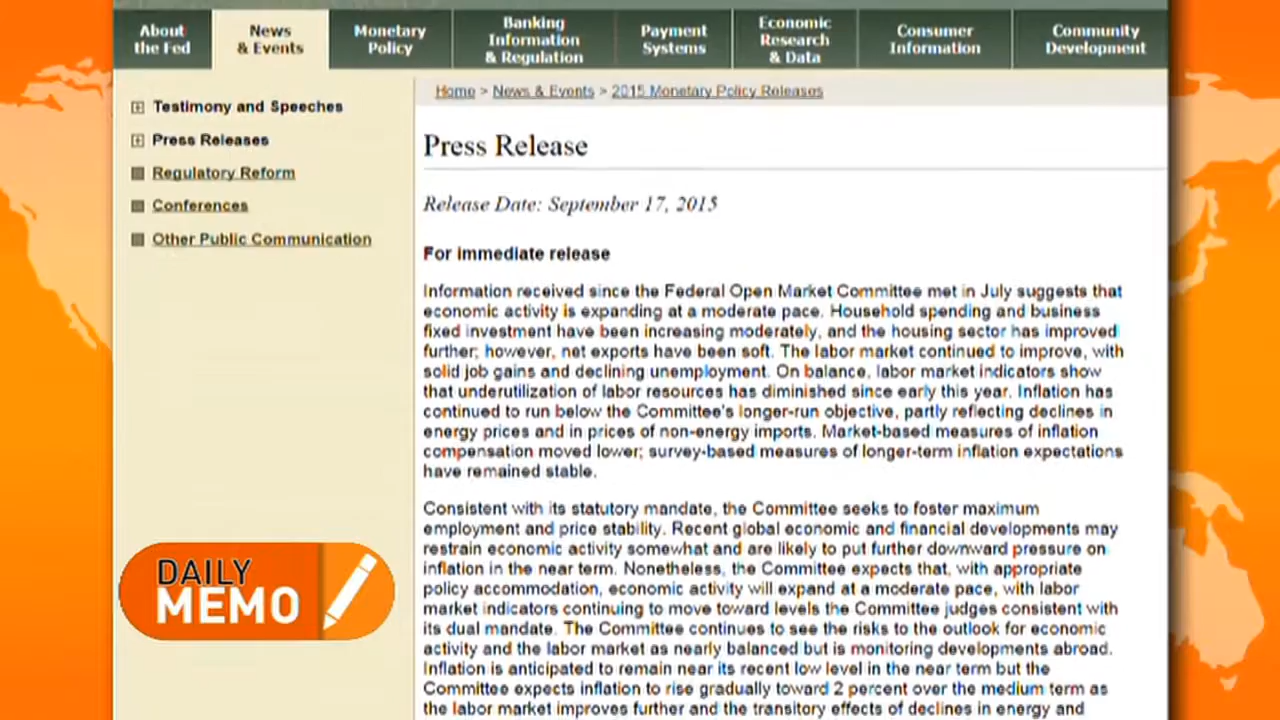 About
the Fed
News
& Events
Monetary
Policy
Banking
Information
& Regulation
Payment
Systems
Economic
Research
& Data
Consumer
Information
Community
Development
Testimony and Speeches
Press Releases
Regulatory Reform
Conferences
Other Public Communication
Home > News & Events > 2015 Monetary Policy Releases
Press Release
Release Date: September 17, 2015
For immediate release
Information received since the Federal Open Market Committee met in July suggests that
economic activity is expanding at a moderate pace. Household spending and business
fixed investment have been increasing moderately, and the housing sector has improved
further; however, net exports have been soft. The labor market continued to improve, with
solid job gains and declining unemployment. On balance, labor market indicators show
that underutilization of labor resources has diminished since early this year. Inflation has
continued to run below the Committee's longer-run objective, partly reflecting declines in
energy prices and in prices of non-energy imports. Market-based measures of inflation
compensation moved lower; survey-based measures of longer-term inflation expectations
have remained stable.
Consistent with its statutory mandate, the Committee seeks to foster maximum
employment and price stability. Recent global economic and financial developments may
restrain economic activity somewhat and are likely to put further downward pressure on
inflation in the near term. Nonetheless, the Committee expects that, with appropriate
policy accommodation, economic activity will expand at a moderate pace, with labor
market indicators continuing to move toward levels the Committee judges consistent with
its dual mandate. The Committee continues to see the risks to the outlook for economic
activity and the labor market as nearly balanced but is monitoring developments abroad.
Inflation is anticipated to remain near its recent low level in the near term but the
Committee expects inflation to rise gradually toward 2 percent over the medium term as
the labor market improves further and the transitory effects of declines in energy and
DAILY
MEMO